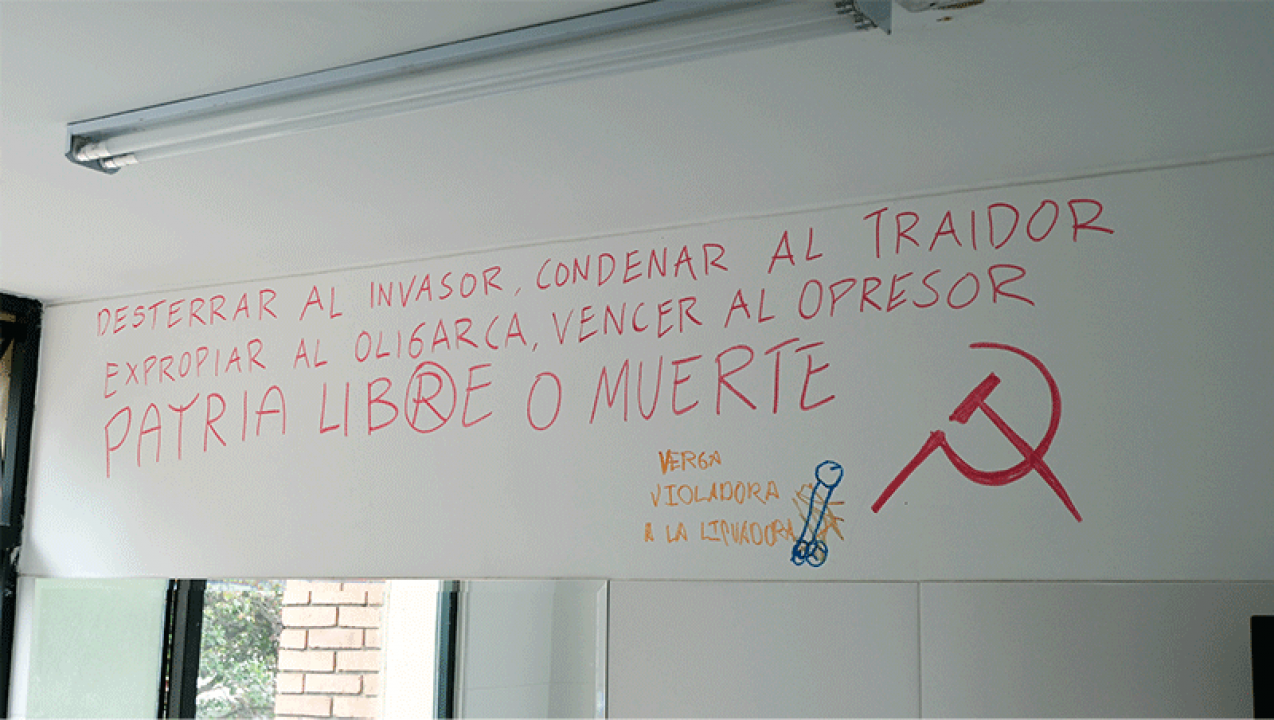 DESTERRAR AL INVASOR, CONDENAR AL TRAIDOR
EXPROPIAR AL OLIGARCA, VENCER AL OPRESOR
PATRIA LIBRE O MUERTE
VERGA
VIOLADORA
A LA LICUADORA